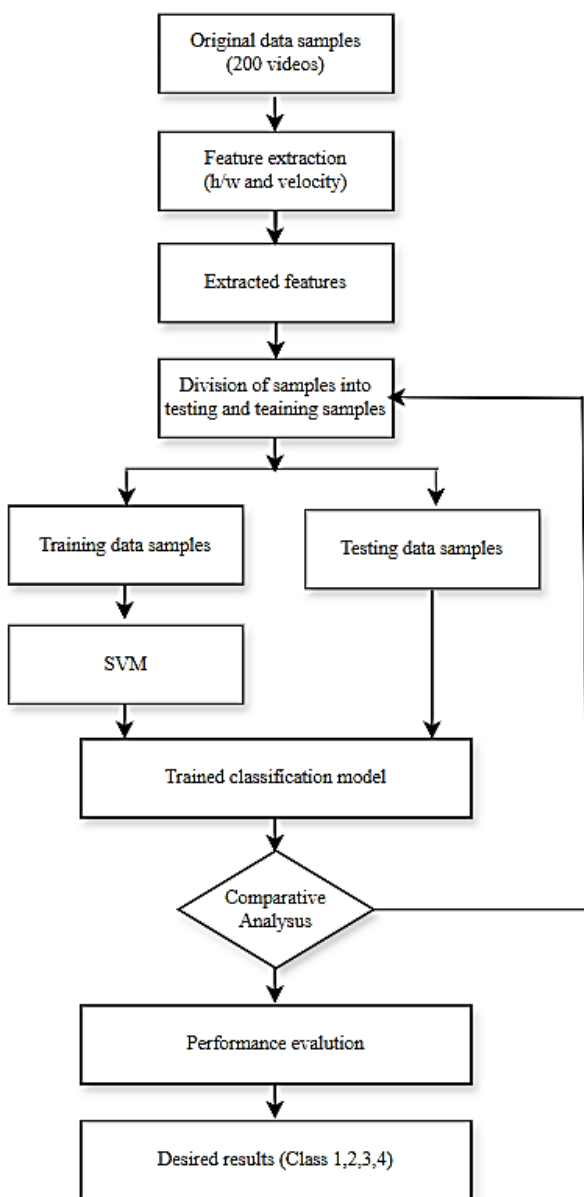 Original data samples
(200 videos)
Feature extraction
(h/w and velocity)
Extracted features
Division of samples into
testing and teaining samples
Training data samples
Testing data samples
SVM
Trained classification model
Comparative
Analysus
Performance evalution
Desired results (Class 1,2,3,4)